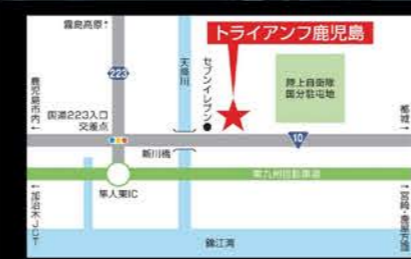 トライアンフ鹿児島
霧島高原↑
223
天降川
セブンイレブン
陸上自衛隊
国分駐屯地
鹿児島市内
↓
国道223入口
交差点
都城
↓
10
新川橋
東九州自動車道
隼人東IC
加治木JCT
宮崎・鹿屋方面
錦江湾